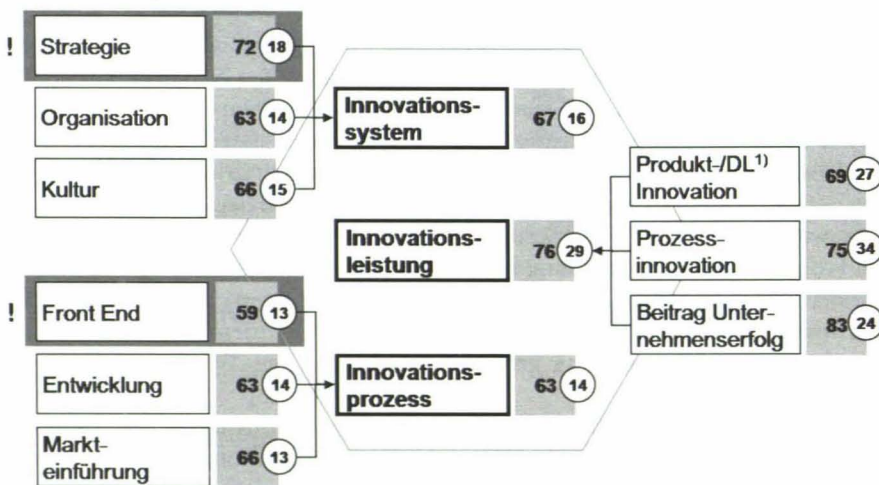 !
Strategie
72
18
Organisation
63
14
Kultur
66
15
Innovations-
system
67
16
Produkt-/DL¹⁾
Innovation
69
27
Innovations-
leistung
76
29
Prozess-
innovation
75
34
Beitrag Unter-
nehmenserfolg
83
24
!
Front End
59
13
Entwicklung
63
14
Innovations-
prozess
63
14
Markt-
einführung
66
13